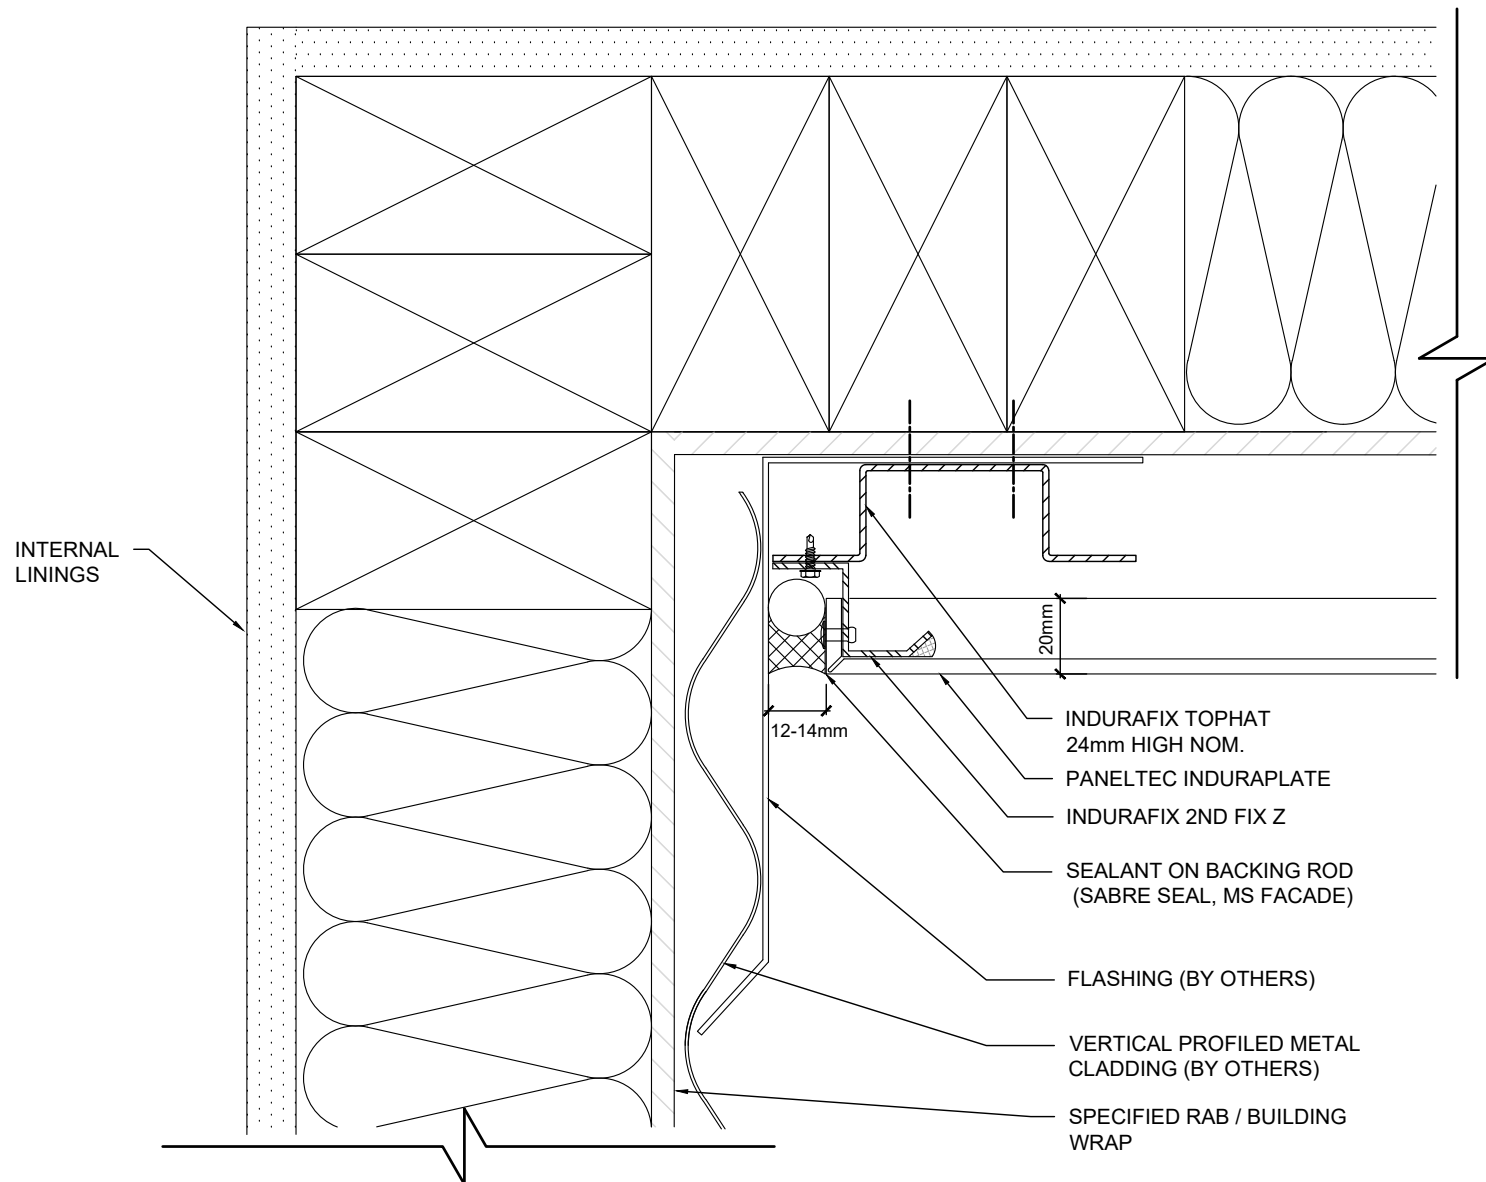 INTERNAL
LININGS
20mm
12-14mm
INDURAFIX TOPHAT
24mm HIGH NOM.
PANELTEC INDURAPLATE
INDURAFIX 2ND FIX Z
SEALANT ON BACKING ROD
(SABRE SEAL, MS FACADE)
FLASHING (BY OTHERS)
VERTICAL PROFILED METAL
CLADDING (BY OTHERS)
SPECIFIED RAB / BUILDING
WRAP